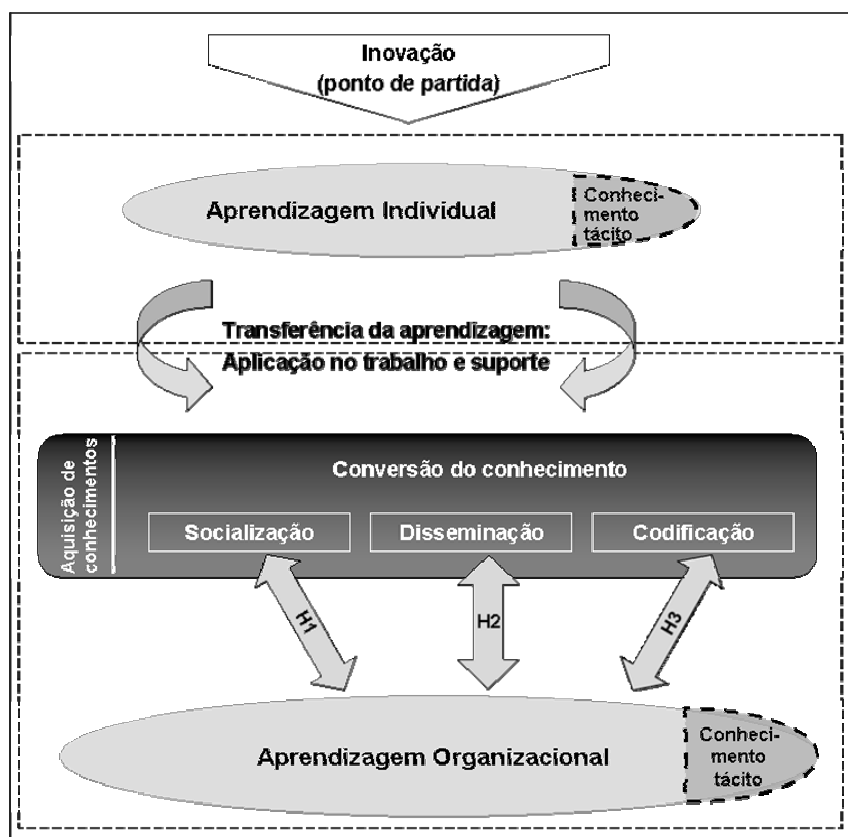 Inovação
(ponto de partida)
Aprendizagem Individual
Conheci-
mento
tácito
Transferência da aprendizagem:
Aplicação no trabalho e suporte
Aquisição de
conhecimentos
Conversão do conhecimento
Socialização
Disseminação
Codificação
H1
H2
H3
Aprendizagem Organizacional
Conheci-
mento
tácito